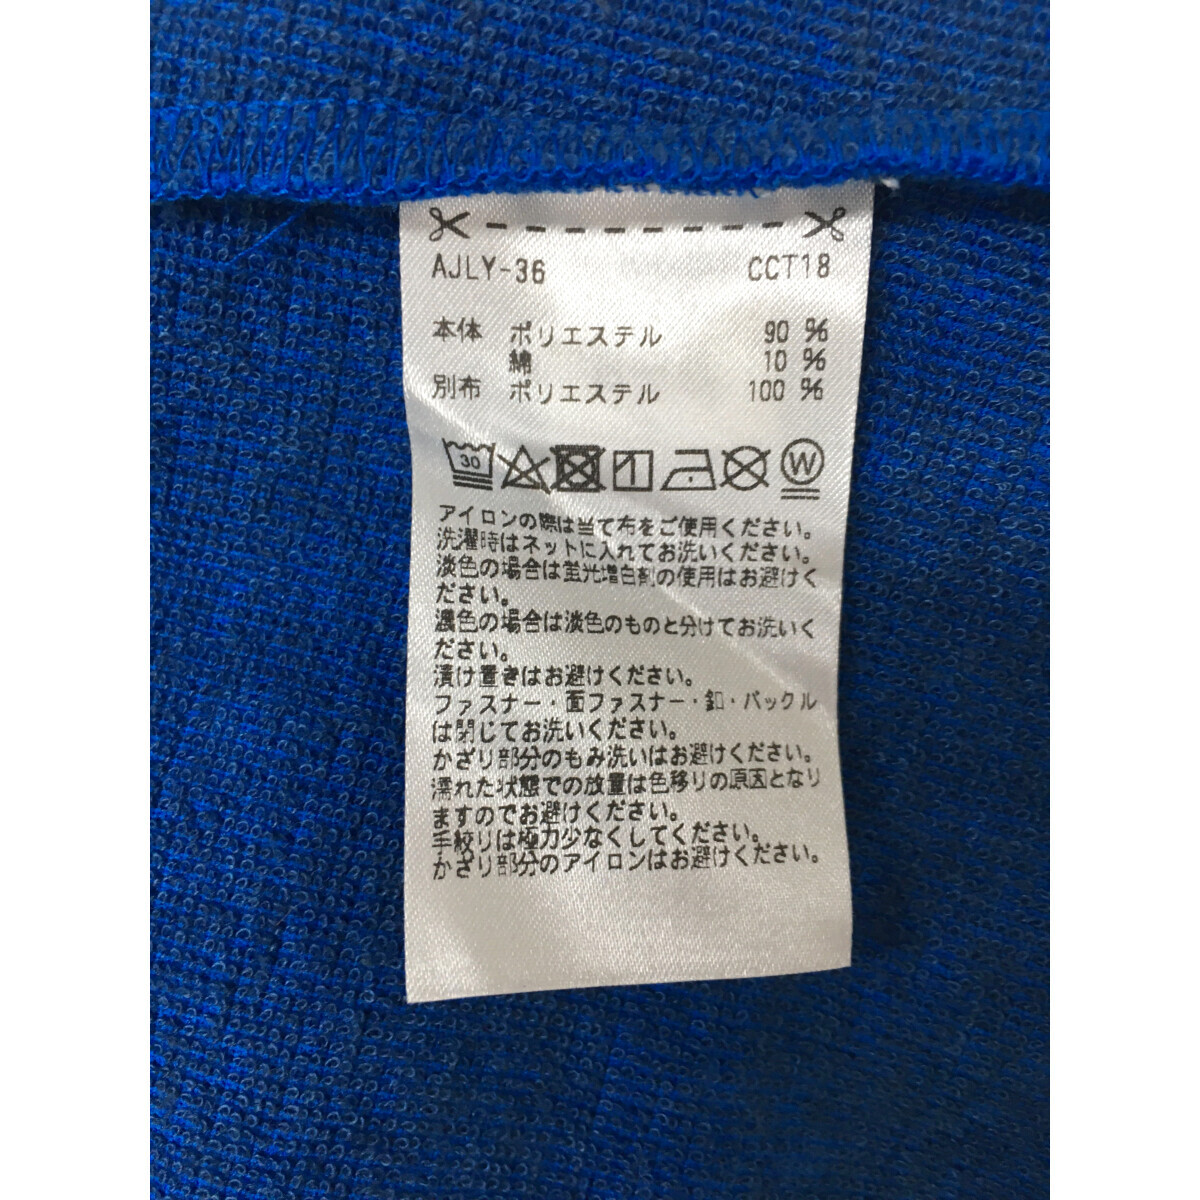 AJLY-36 CCT18
本体 ポリエステル 90 %
綿 10 %
別布 ポリエステル 100 %
30 W
アイロンの際は当て布をご使用ください。
洗濯時はネットに入れてお洗いください。
淡色の場合は蛍光増白剤の使用はお避けく
ださい。
濃色の場合は淡色のものと分けてお洗いく
ださい。
漬け置きはお避けください。
ファスナー・面ファスナー・釦・バックル
は閉じてお洗いください。
かざり部分のもみ洗いはお避けください。
濡れた状態での放置は色移りの原因となり
ますのでお避けください。
手絞りは極力少なくしてください。
かざり部分のアイロンはお避けください。